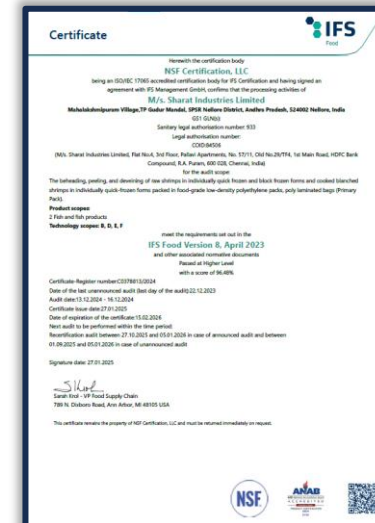 Certificate
IFS
Food
Herewith the certification body
NSF Certification, LLC
being an ISO/IEC 17065 accredited certification body for IFS Certification and having signed an
agreement with IFS Management GmbH, confirms that the processing activities of
M/s. Sharat Industries Limited
Mahalakshmipuram Village,TP Gudur Mandal, SPSR Nellore District, Andhra Pradesh, 524002 Nellore, India
GS1 GLN(s):
Sanitary legal authorisation number: 933
Legal authorisation number:
COID:84506
(M/s. Sharat Industries Limited, Flat No.4, 3rd Floor, Pallavi Apartments, No. 57/11, Old No.29/TF4, 1st Main Road, HDFC Bank
Compound, R.A. Puram, 600 028, Chennai, India)
for the audit scope
The beheading, peeling, and deveining of raw shrimps in individually quick frozen and block frozen forms and cooked blanched
shrimps in individually quick-frozen forms packed in food-grade low-density polyethylene packs, poly laminated bags (Primary
Pack).
Product scopes:
2 Fish and fish products
Technology scopes: B, D, E, F
meet the requirements set out in the
IFS Food Version 8, April 2023
and other associated normative documents
Passed at Higher Level
with a score of 96.48%
Certificate-Register number:C0378813/2024
Date of the last unannounced audit (last day of the audit):22.12.2023
Audit date:13.12.2024 - 16.12.2024
Certificate issue date:27.01.2025
Date of expiration of the certificate:15.02.2026
Next audit to be performed within the time period:
Recertification audit between 27.10.2025 and 05.01.2026 in case of announced audit and between
01.09.2025 and 05.01.2026 in case of unannounced audit
Signature date: 27.01.2025
Sarah Krol - VP Food Supply Chain
789 N. Dixboro Road, Ann Arbor, MI 48105 USA
This certificate remains the property of NSF Certification, LLC and must be returned immediately on request.
NSF
ANAB
ACCREDITED